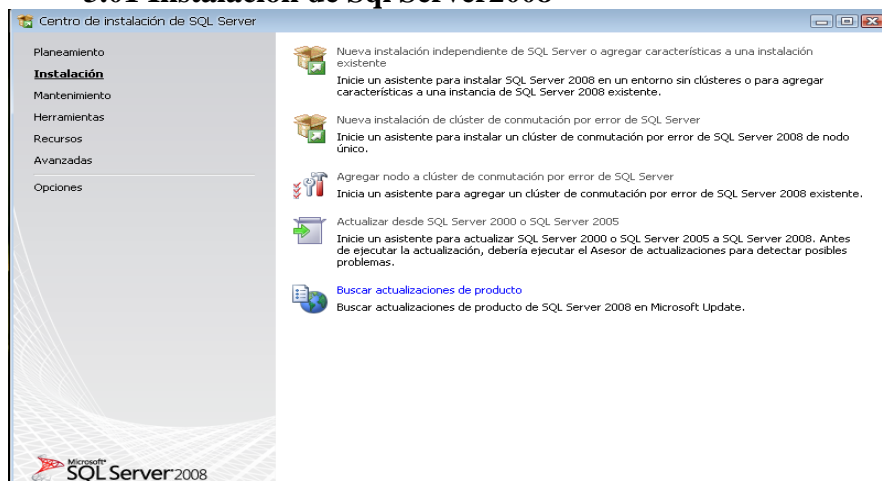 3.01 Instalación de Sql Server2008
Centro de instalación de SQL Server
Planeamiento
Instalación
Mantenimiento
Herramientas
Recursos
Avanzadas
Opciones
Nueva instalación independiente de SQL Server o agregar características a una instalación
existente
Inicie un asistente para instalar SQL Server 2008 en un entorno sin clústeres o para agregar
características a una instancia de SQL Server 2008 existente.
Nueva instalación de clúster de conmutación por error de SQL Server
Inicie un asistente para instalar un clúster de conmutación por error de SQL Server 2008 de nodo
único.
Agregar nodo a clúster de conmutación por error de SQL Server
Inicia un asistente para agregar un clúster de conmutación por error de SQL Server 2008 existente.
Actualizar desde SQL Server 2000 o SQL Server 2005
Inicie un asistente para actualizar SQL Server 2000 o SQL Server 2005 a SQL Server 2008. Antes
de ejecutar la actualización, debería ejecutar el Asesor de actualizaciones para detectar posibles
problemas.
Buscar actualizaciones de producto
Buscar actualizaciones de producto de SQL Server 2008 en Microsoft Update.
Microsoft
SQL Server 2008